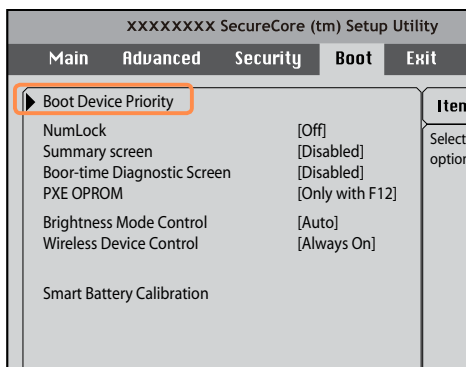 XXXXXXXX SecureCore (tm) Setup Utility
Main Advanced Security Boot Exit
Boot Device Priority
NumLock [Off]
Summary screen [Disabled]
Boor-time Diagnostic Screen [Disabled]
PXE OPROM [Only with F12]
Brightness Mode Control [Auto]
Wireless Device Control [Always On]
Smart Battery Calibration
Select